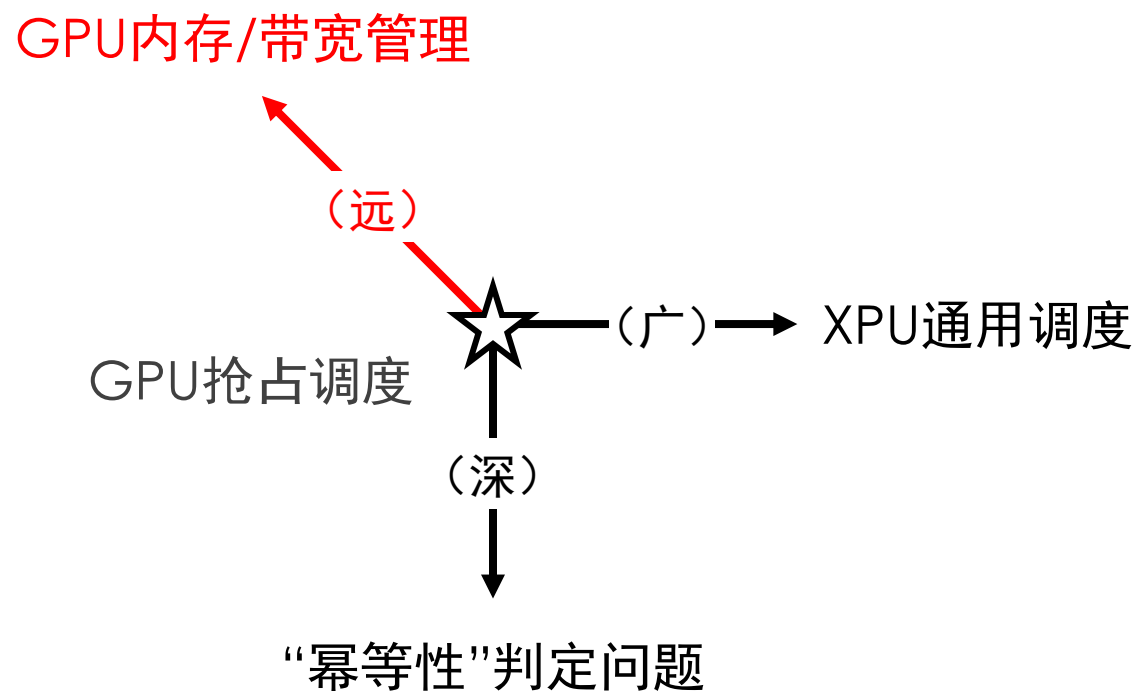 GPU内存/带宽管理
（远）
（广）
XPU通用调度
GPU抢占调度
（深）
“幂等性”判定问题